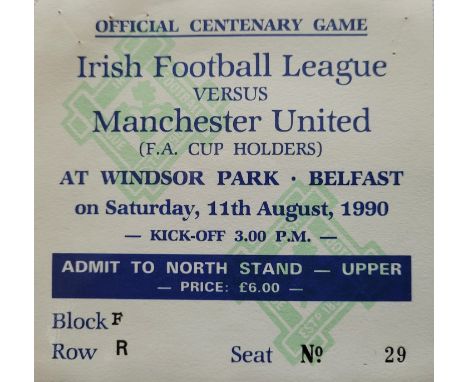 OFFICIAL CENTENARY GAME
Irish Football League
VERSUS
Manchester United
(F.A. CUP HOLDERS)
AT WINDSOR PARK · BELFAST
on Saturday, 11th August, 1990
— KICK-OFF 3.00 P.M. —
ADMIT TO NORTH STAND — UPPER
— PRICE: £6.00 —
Block F
Row R Seat No 29